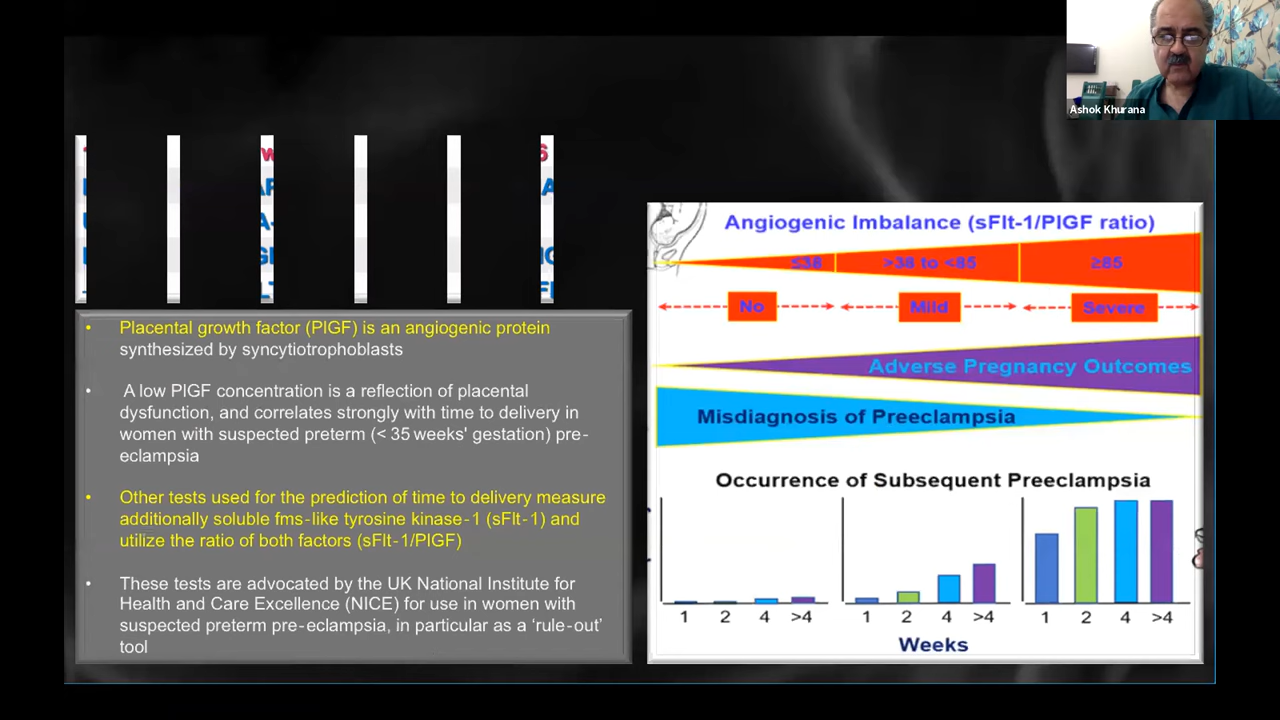 Ashok Khurana
• Placental growth factor (PlGF) is an angiogenic protein
synthesized by syncytiotrophoblasts
• A low PlGF concentration is a reflection of placental
dysfunction, and correlates strongly with time to delivery in
women with suspected preterm (< 35 weeks' gestation) pre-
eclampsia
• Other tests used for the prediction of time to delivery measure
additionally soluble fms-like tyrosine kinase-1 (sFlt-1) and
utilize the ratio of both factors (sFlt-1/PlGF)
• These tests are advocated by the UK National Institute for
Health and Care Excellence (NICE) for use in women with
suspected preterm pre-eclampsia, in particular as a ‘rule-out’
tool
Angiogenic Imbalance (sFlt-1/PlGF ratio)
≤38 >38 to <85 ≥85
No Mild Severe
Adverse Pregnancy Outcomes
Misdiagnosis of Preeclampsia
Occurrence of Subsequent Preeclampsia
1 2 4 >4 1 2 4 >4 1 2 4 >4
Weeks